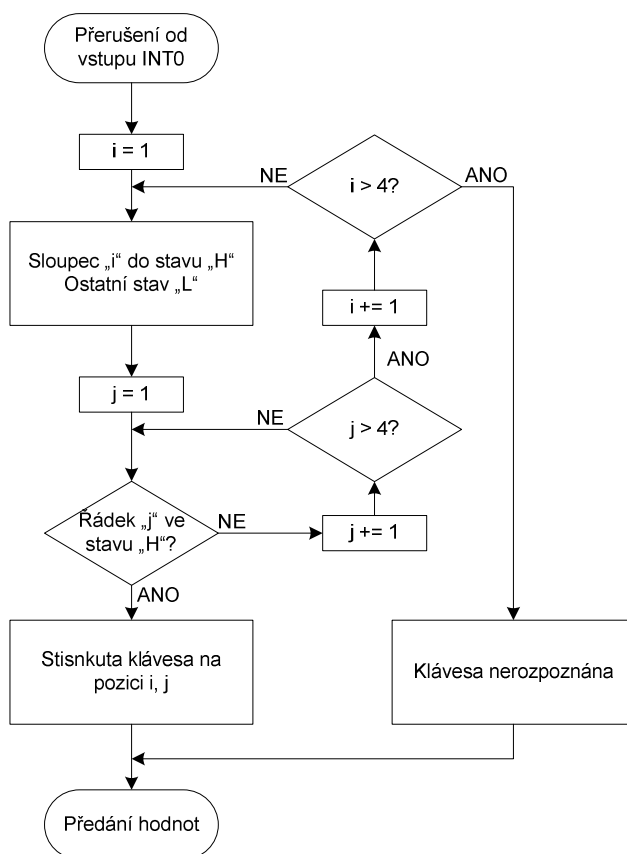 Přerušení od
vstupu INT0
i = 1
NE
i > 4?
ANO
Sloupec „i“ do stavu „H“
Ostatní stav „L“
i += 1
ANO
j = 1
NE
j > 4?
Řádek „j“ ve
stavu „H“?
NE
j += 1
ANO
Stisnkuta klávesa na
pozici i, j
Klávesa nerozpoznána
Předání hodnot